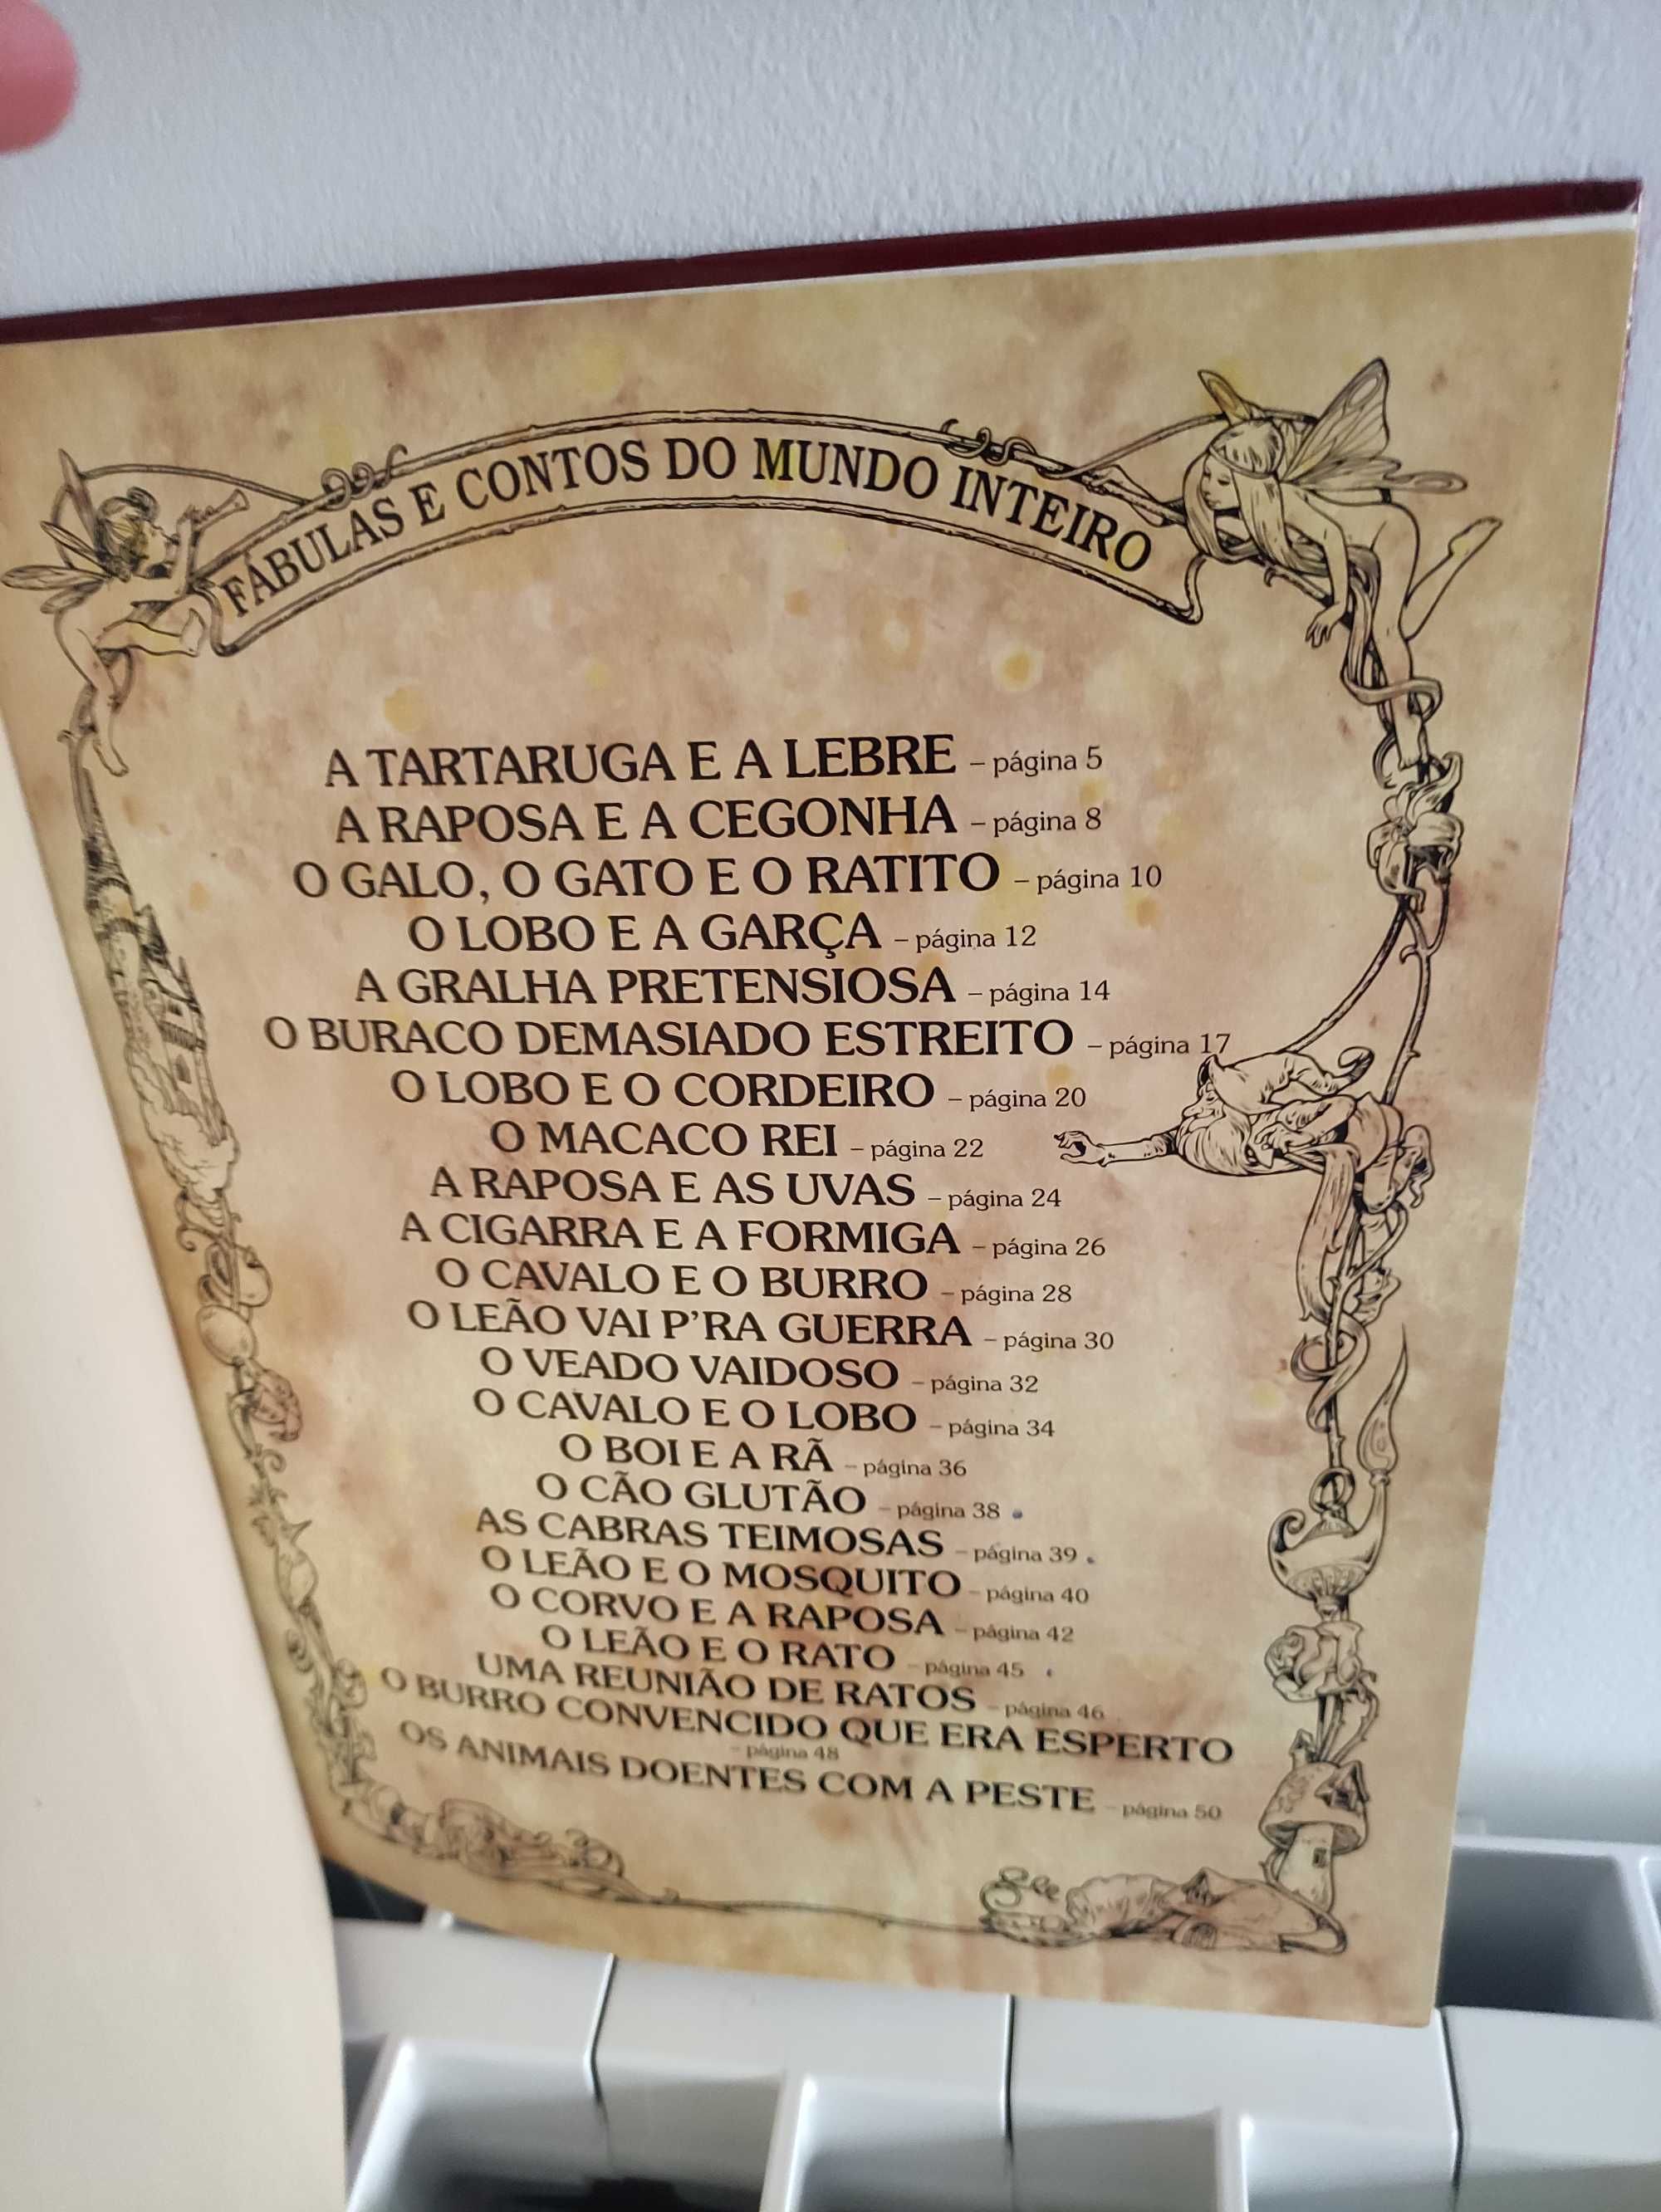 FÁBULAS E CONTOS DO MUNDO INTEIRO
A TARTARUGA E A LEBRE – página 5
A RAPOSA E A CEGONHA – página 8
O GALO, O GATO E O RATITO – página 10
O LOBO E A GARÇA – página 12
A GRALHA PRETENSIOSA – página 14
O BURACO DEMASIADO ESTREITO – página 17
O LOBO E O CORDEIRO – página 20
O MACACO REI – página 22
A RAPOSA E AS UVAS – página 24
A CIGARRA E A FORMIGA – página 26
O CAVALO E O BURRO – página 28
O LEÃO VAI P'RA GUERRA – página 30
O VEADO VAIDOSO – página 32
O CAVALO E O LOBO – página 34
O BOI E A RÃ – página 36
O CÃO GLUTÃO – página 38
AS CABRAS TEIMOSAS – página 39
O LEÃO E O MOSQUITO – página 40
O CORVO E A RAPOSA – página 42
O LEÃO E O RATO – página 45
UMA REUNIÃO DE RATOS – página 46
O BURRO CONVENCIDO QUE ERA ESPERTO
– página 48
OS ANIMAIS DOENTES COM A PESTE – página 50